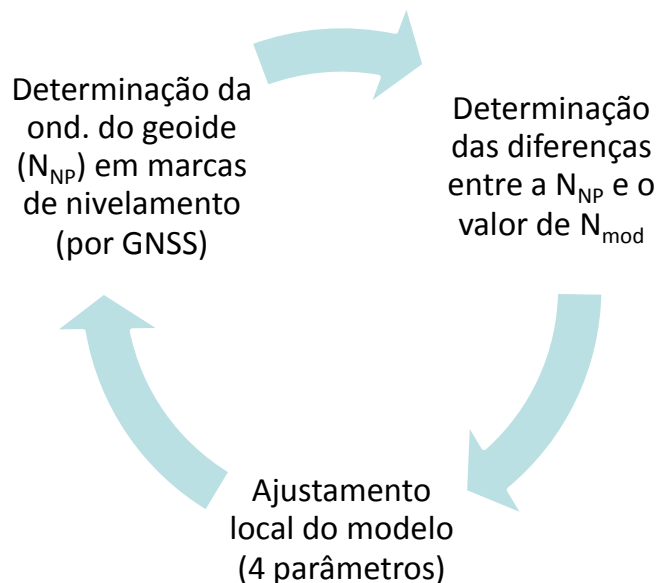 Determinação da
ond. do geoide
(N_NP) em marcas
de nivelamento
(por GNSS)
Determinação
das diferenças
entre a N_NP e o
valor de N_mod
Ajustamento
local do modelo
(4 parâmetros)